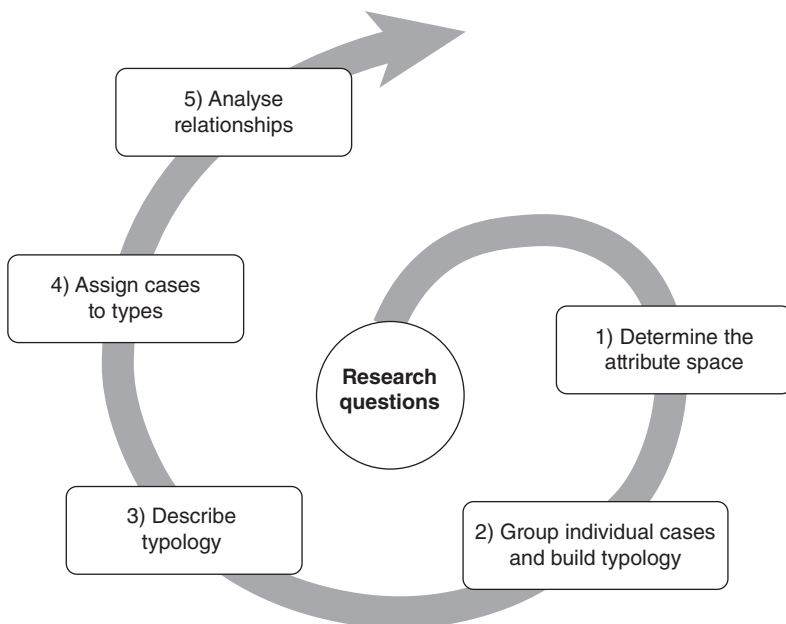 Research
questions
1) Determine the
attribute space
2) Group individual cases
and build typology
3) Describe
typology
4) Assign cases
to types
5) Analyse
relationships